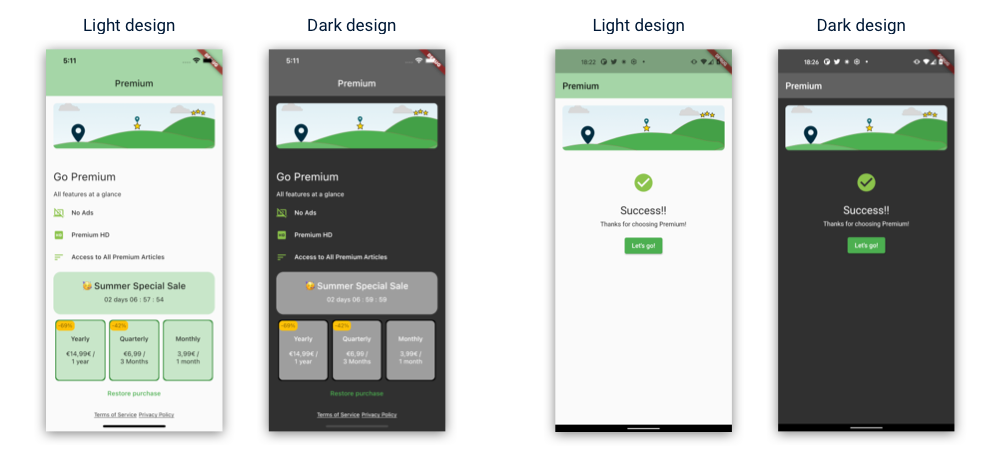 Light design
Dark design
Light design
Dark design
5:11
Premium
Go Premium
All features at a glance
No Ads
Premium HD
Access to All Premium Articles
Summer Special Sale
02 days 06 : 57 : 54
-69%
Yearly
€14,99€ /
1 year
-42%
Quarterly
€6,99 /
3 Months
Monthly
3,99€ /
1 month
Restore purchase
Terms of Service Privacy Policy
5:11
Premium
Go Premium
All features at a glance
No Ads
Premium HD
Access to All Premium Articles
Summer Special Sale
02 days 06 : 59 : 59
-69%
Yearly
€14,99€ /
1 year
-42%
Quarterly
€6,99 /
3 Months
Monthly
3,99€ /
1 month
Restore purchase
Terms of Service Privacy Policy
18:22
Premium
Success!!
Thanks for choosing Premium!
Let's go!
18:26
Premium
Success!!
Thanks for choosing Premium!
Let's go!